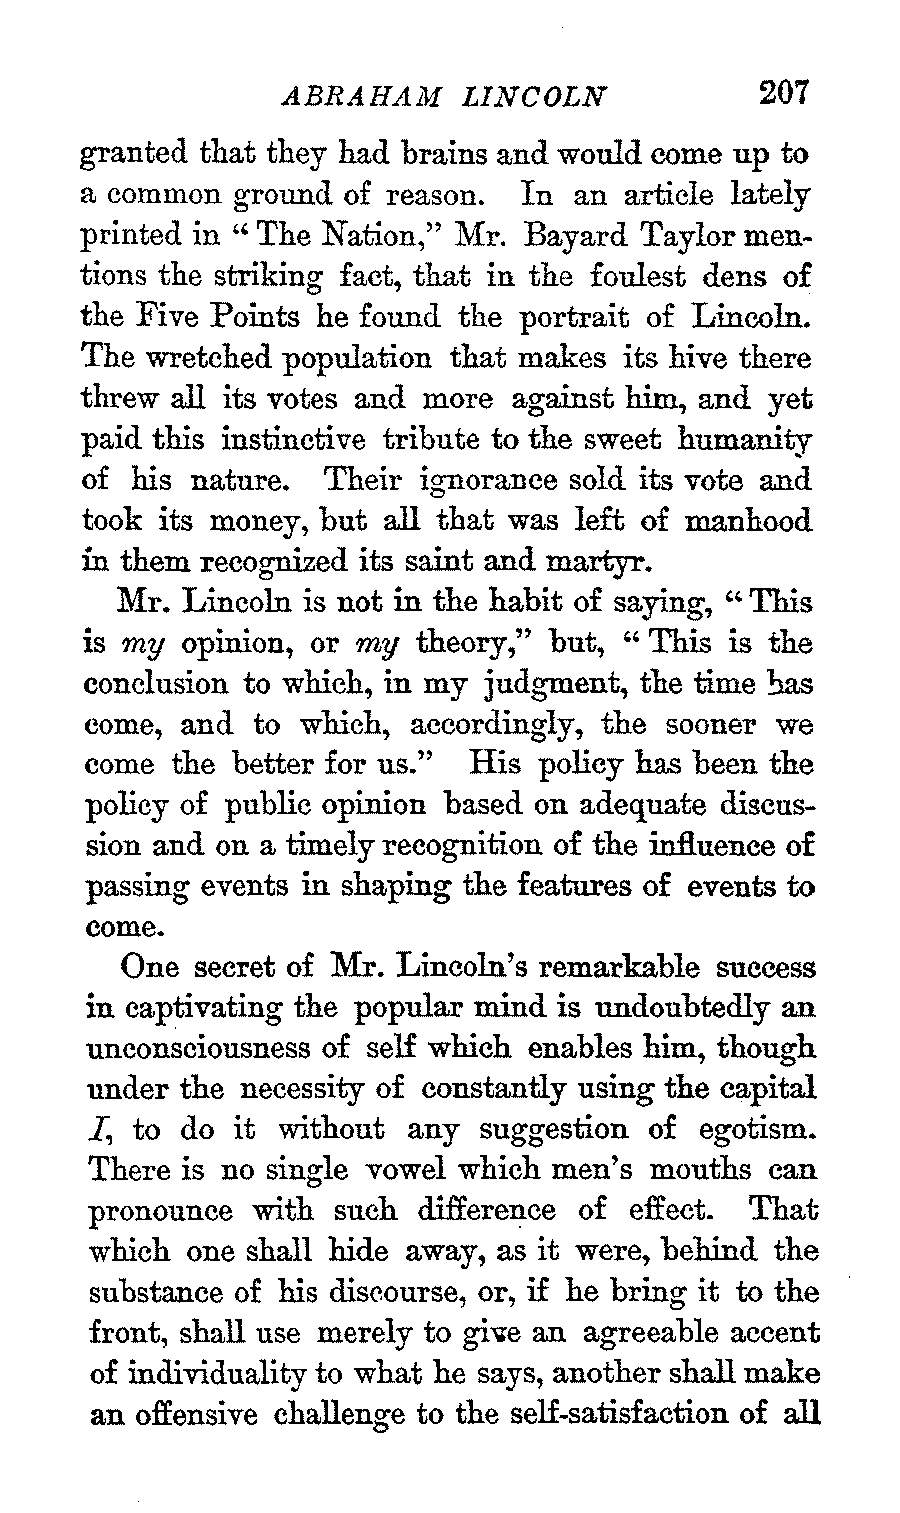 ABRAHAM LINCOLN 207
granted that they had brains and would come up to
a common ground of reason. In an article lately
printed in “ The Nation,” Mr. Bayard Taylor men-
tions the striking fact, that in the foulest dens of
the Five Points he found the portrait of Lincoln.
The wretched population that makes its hive there
threw all its votes and more against him, and yet
paid this instinctive tribute to the sweet humanity
of his nature. Their ignorance sold its vote and
took its money, but all that was left of manhood
in them recognized its saint and martyr.
Mr. Lincoln is not in the habit of saying, “ This
is my opinion, or my theory,” but, “ This is the
conclusion to which, in my judgment, the time has
come, and to which, accordingly, the sooner we
come the better for us.” His policy has been the
policy of public opinion based on adequate discus-
sion and on a timely recognition of the influence of
passing events in shaping the features of events to
come.
One secret of Mr. Lincoln’s remarkable success
in captivating the popular mind is undoubtedly an
unconsciousness of self which enables him, though
under the necessity of constantly using the capital
I, to do it without any suggestion of egotism.
There is no single vowel which men’s mouths can
pronounce with such difference of effect. That
which one shall hide away, as it were, behind the
substance of his discourse, or, if he bring it to the
front, shall use merely to give an agreeable accent
of individuality to what he says, another shall make
an offensive challenge to the self-satisfaction of all